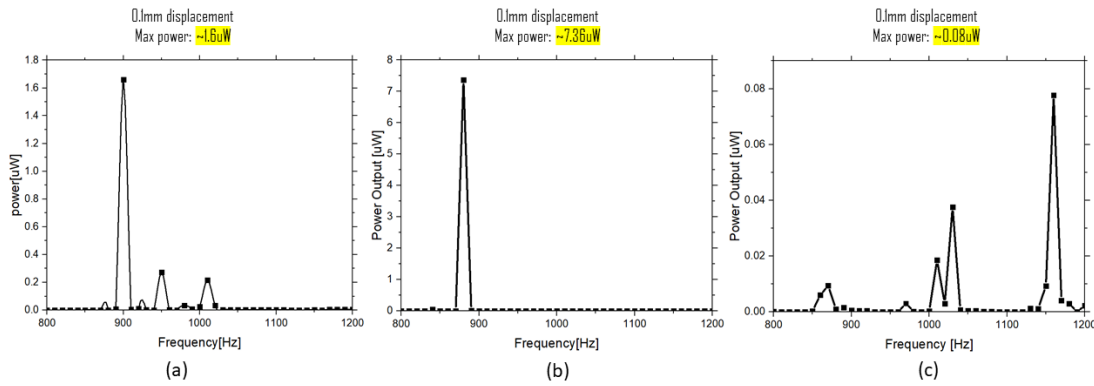 0.1mm displacement
Max power: ~1.6uW
1.8
1.6
1.4
1.2
1.0
0.8
0.6
0.4
0.2
0.0
power[uW]
800 900 1000 1100 1200
Frequency[Hz]
(a)
0.1mm displacement
Max power: ~7.36uW
8
7
6
5
4
3
2
1
0
Power Output [uW]
800 900 1000 1100 1200
Frequency[Hz]
(b)
0.1mm displacement
Max power: ~0.08uW
0.08
0.06
0.04
0.02
0.00
Power Output [uW]
800 900 1000 1100 1200
Frequency [Hz]
(c)